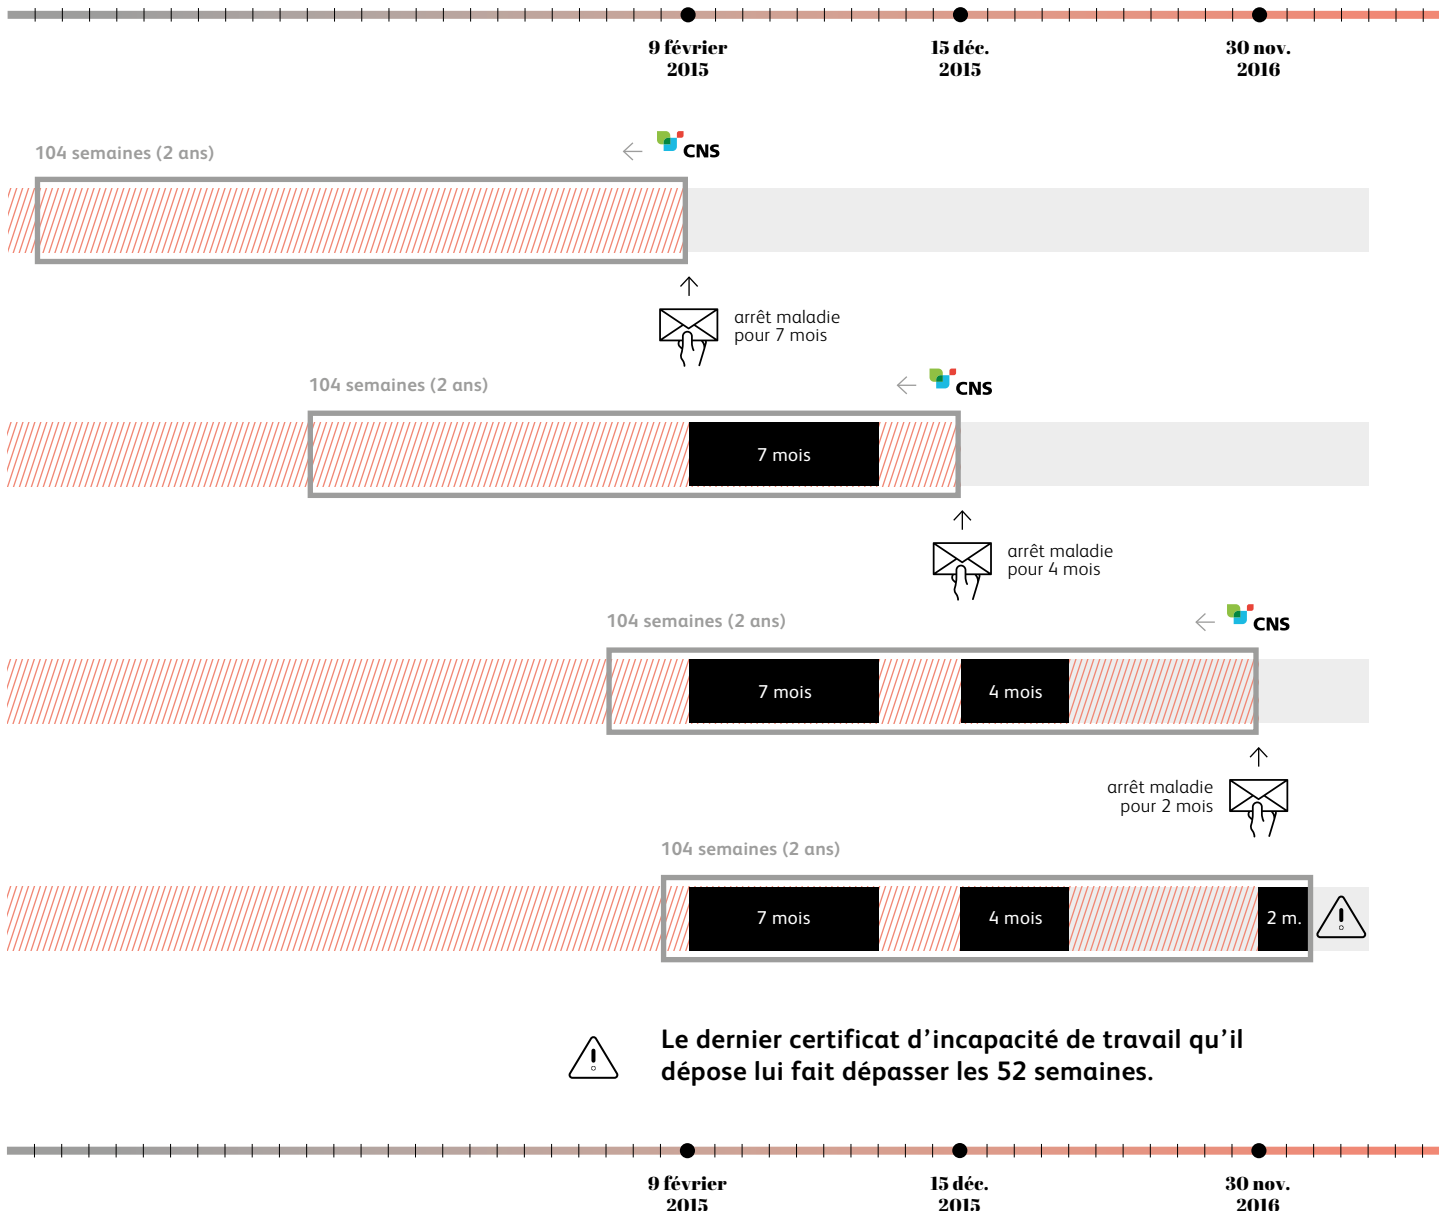 9 février
2015
15 déc.
2015
30 nov.
2016
104 semaines (2 ans)
CNS
arrêt maladie
pour 7 mois
104 semaines (2 ans)
CNS
7 mois
arrêt maladie
pour 4 mois
104 semaines (2 ans)
CNS
7 mois
4 mois
arrêt maladie
pour 2 mois
104 semaines (2 ans)
7 mois
4 mois
2 m.
Le dernier certificat d’incapacité de travail qu’il
dépose lui fait dépasser les 52 semaines.
9 février
2015
15 déc.
2015
30 nov.
2016